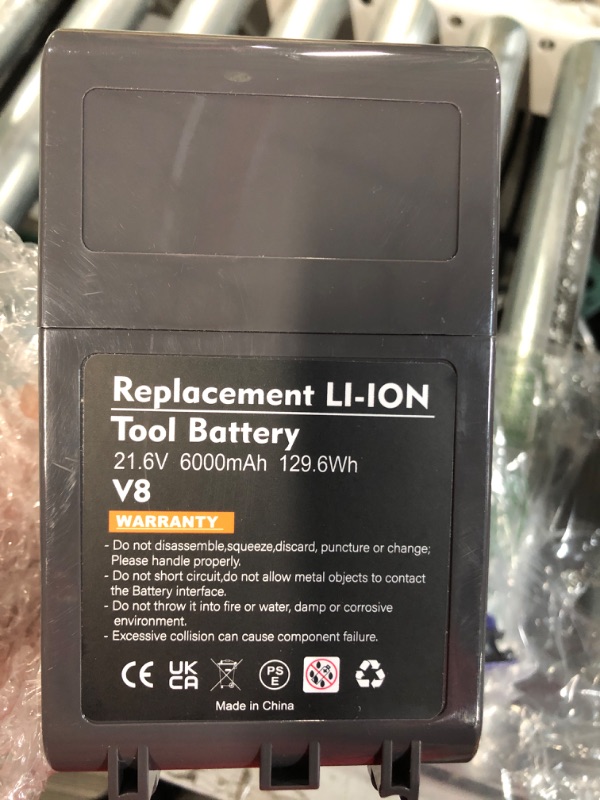 Replacement LI-ION
Tool Battery
21.6V 6000mAh 129.6Wh
V8
WARRANTY
- Do not disassemble,squeeze,discard, puncture or change;
Please handle properly.
- Do not short circuit,do not allow metal objects to contact
the Battery interface.
- Do not throw it into fire or water, damp or corrosive
environment.
- Excessive collision can cause component failure.
CE UK CA PS E
Made in China